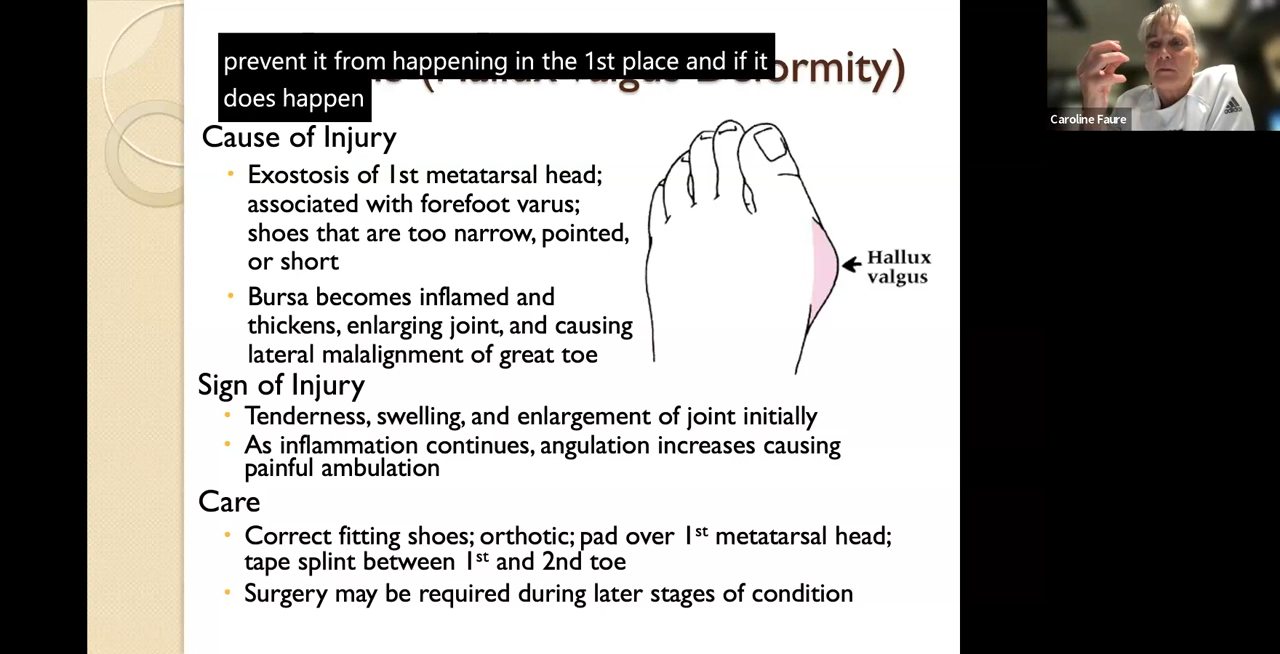 prevent it from happening in the 1st place and if it
does happen
(Hallux Valgus Deformity)
Cause of Injury
• Exostosis of 1st metatarsal head;
associated with forefoot varus;
shoes that are too narrow, pointed,
or short
• Bursa becomes inflamed and
thickens, enlarging joint, and causing
lateral malalignment of great toe
Hallux
valgus
Sign of Injury
• Tenderness, swelling, and enlargement of joint initially
• As inflammation continues, angulation increases causing
painful ambulation
Care
• Correct fitting shoes; orthotic; pad over 1st metatarsal head;
tape splint between 1st and 2nd toe
• Surgery may be required during later stages of condition
Caroline Faure
adidas